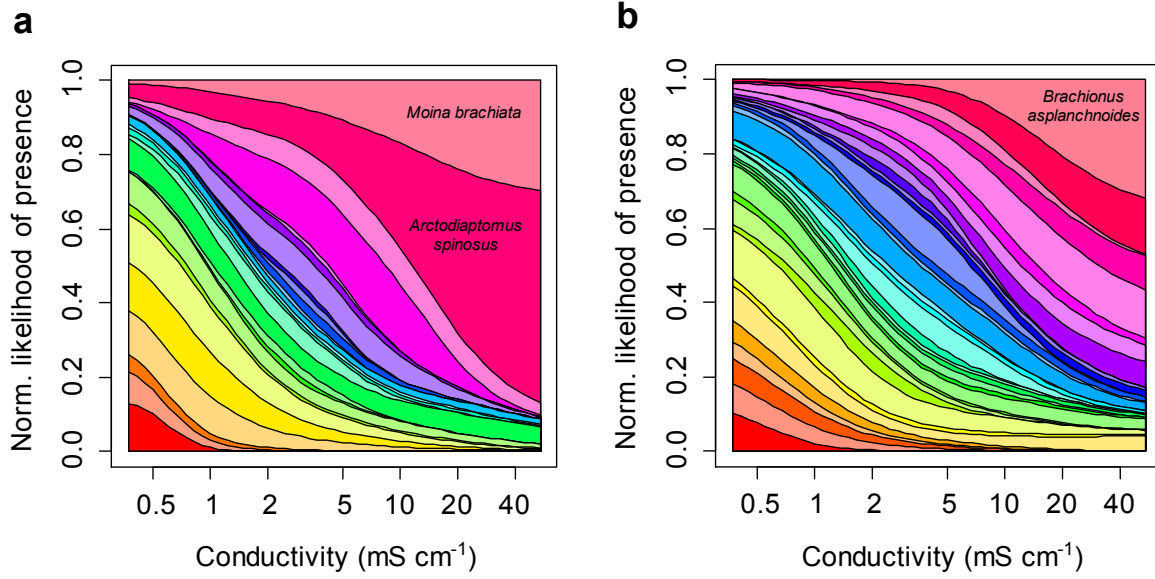 a
Norm. likelihood of presence
1.0
0.8
0.6
0.4
0.2
0.0
Moina brachiata
Arctodiaptomus
spinosus
0.5 1 2 5 10 20 40
Conductivity (mS cm⁻¹)
b
Norm. likelihood of presence
1.0
0.8
0.6
0.4
0.2
0.0
Brachionus
asplanchnoides
0.5 1 2 5 10 20 40
Conductivity (mS cm⁻¹)